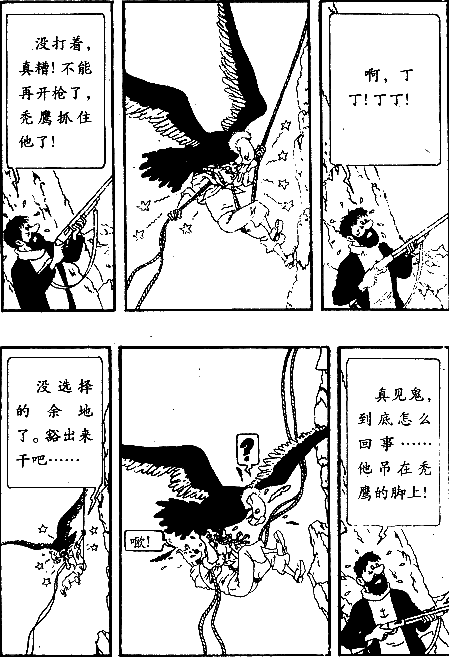 没打着，
真糟！不能
再开枪了，
秃鹰抓住
他了！
啊，丁
丁！丁丁！
没选择
的余地
了。豁出来
干吧……
？
嗽！
真见鬼，
到底怎么
回事……
他吊在秃
鹰的脚上！